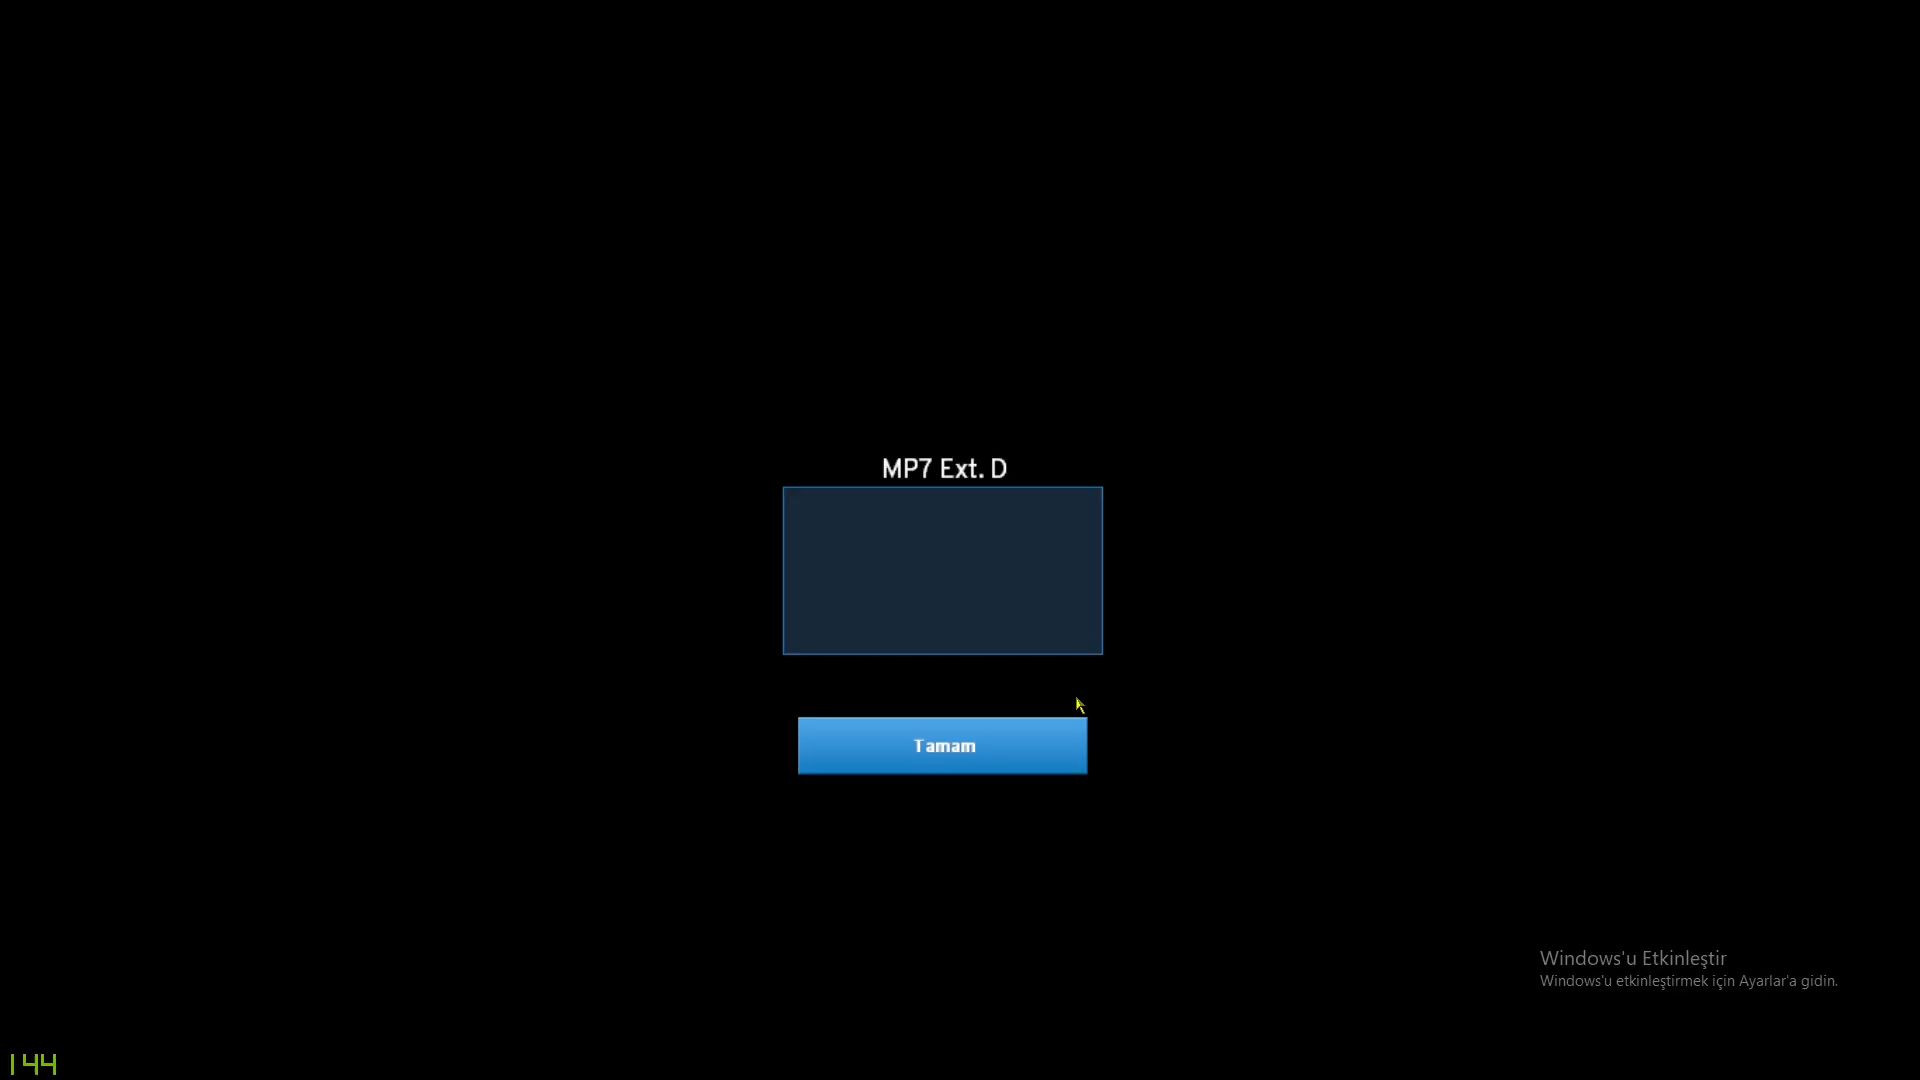 MP7 Ext. D
Tamam
Windows'u Etkinleştir
Windows'u etkinleştirmek için Ayarlar'a gidin.
144